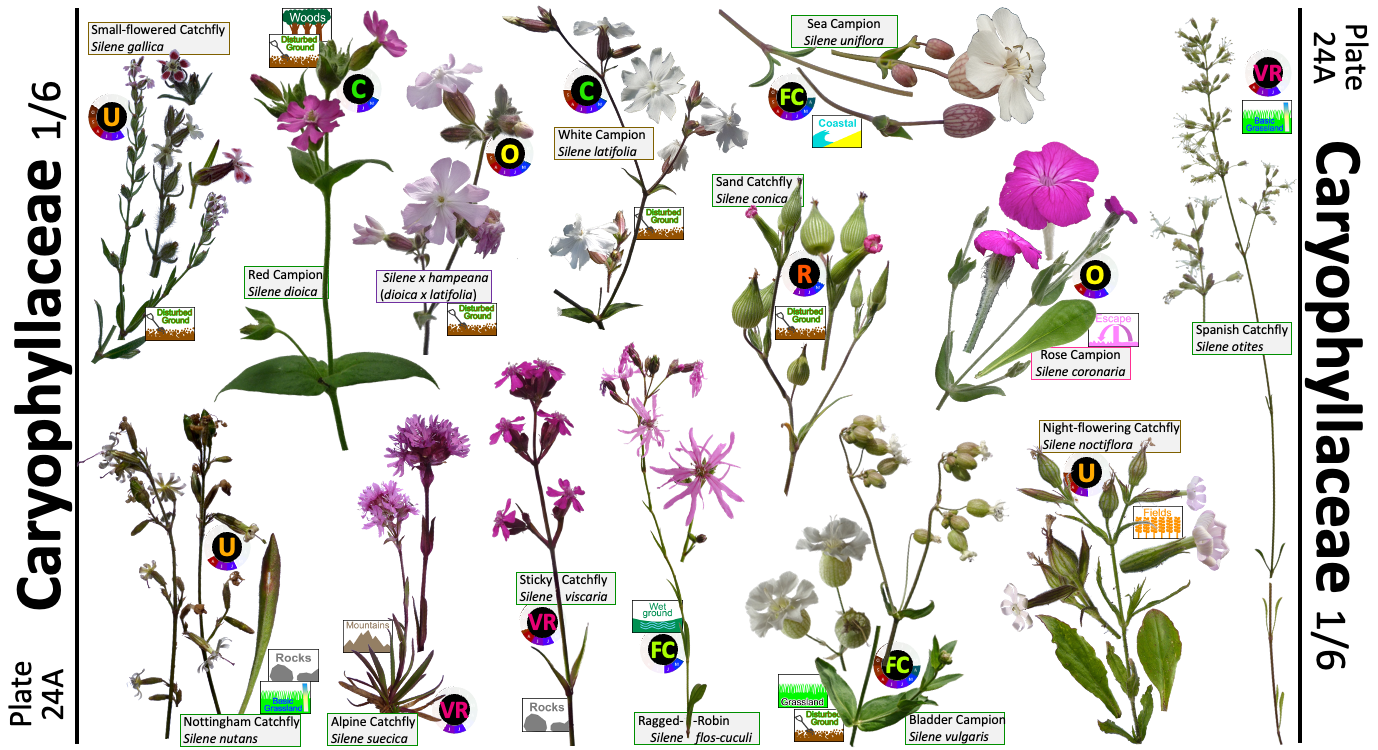 Caryophyllaceae 1/6
Plate
24A
Small-flowered Catchfly
Silene gallica
U
Disturbed
Ground
Woods
Disturbed
Ground
C
Red Campion
Silene dioica
O
Silene x hampeana
(dioica x latifolia)
Disturbed
Ground
C
White Campion
Silene latifolia
Disturbed
Ground
Sea Campion
Silene uniflora
FC
Coastal
Sand Catchfly
Silene conica
R
Disturbed
Ground
O
Escape
Rose Campion
Silene coronaria
VR
Basic
Grassland
Spanish Catchfly
Silene otites
U
Rocks
Basic
Grassland
Nottingham Catchfly
Silene nutans
Mountains
VR
Alpine Catchfly
Silene suecica
Sticky Catchfly
Silene viscaria
VR
Rocks
Wet
ground
FC
Ragged- -Robin
Silene flos-cuculi
FC
Grassland
Disturbed
Ground
Bladder Campion
Silene vulgaris
Night-flowering Catchfly
Silene noctiflora
U
Fields
Plate
24A
Caryophyllaceae 1/6